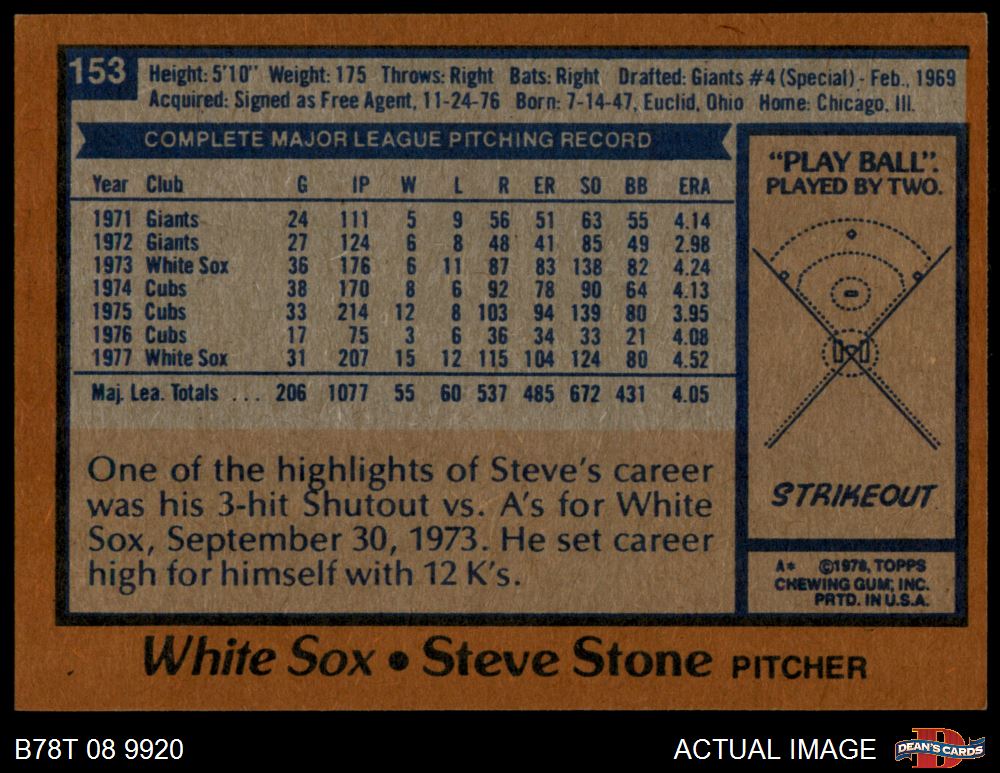 153
Height: 5'10" Weight: 175 Throws: Right Bats: Right Drafted: Giants #4 (Special) - Feb., 1969
Acquired: Signed as Free Agent, 11-24-76 Born: 7-14-47, Euclid, Ohio Home: Chicago, Ill.
COMPLETE MAJOR LEAGUE PITCHING RECORD
Year Club G IP W L R ER SO BB ERA
1971 Giants 24 111 5 9 56 51 63 55 4.14
1972 Giants 27 124 6 8 48 41 85 49 2.98
1973 White Sox 36 176 6 11 87 83 138 82 4.24
1974 Cubs 38 170 8 6 92 78 90 64 4.13
1975 Cubs 33 214 12 8 103 94 139 80 3.95
1976 Cubs 17 75 3 6 36 34 33 21 4.08
1977 White Sox 31 207 15 12 115 104 124 80 4.52
Maj. Lea. Totals ... 206 1077 55 60 537 485 672 431 4.05
One of the highlights of Steve's career
was his 3-hit Shutout vs. A's for White
Sox, September 30, 1973. He set career
high for himself with 12 K's.
"PLAY BALL":
PLAYED BY TWO.
STRIKEOUT
A* ©1978, TOPPS
CHEWING GUM, INC.
PRTD. IN U.S.A.
White Sox • Steve Stone PITCHER
B78T 08 9920
ACTUAL IMAGE
D
DEAN'S CARDS